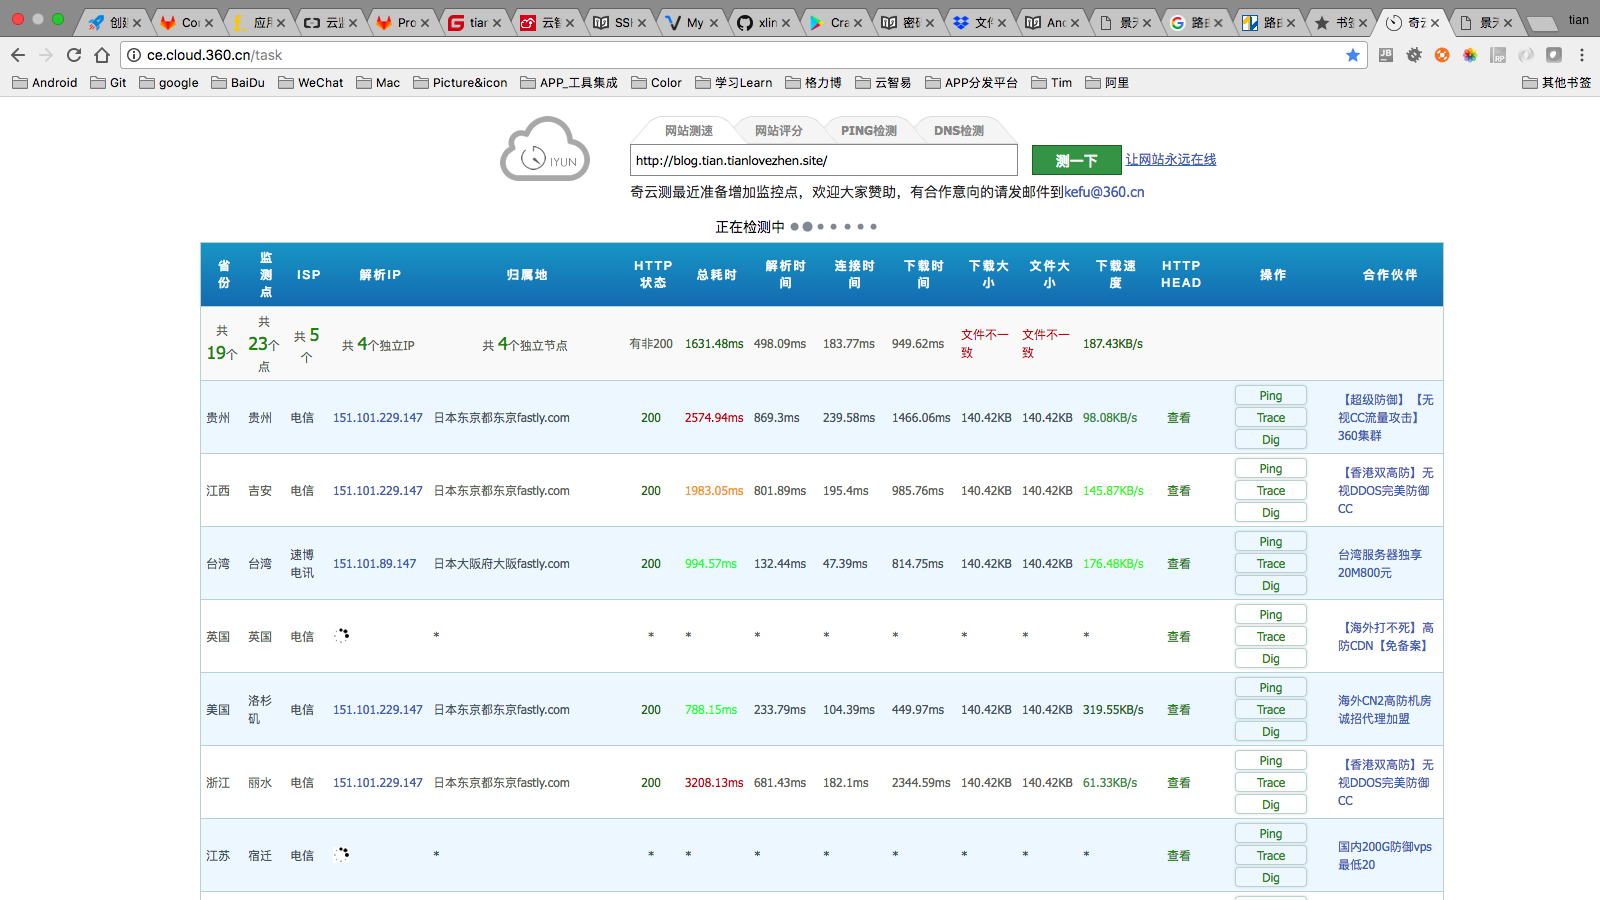 创建 Cor 应用 云监 Pro tiar 云智 SSI My xlin Cra 密码 文件 And 景天 路由 路由 书签 奇云 景天 tian
ce.cloud.360.cn/task
Android Git google BaiDu WeChat Mac Picture&icon APP_工具集成 Color 学习Learn 格力博 云智易 APP分发平台 Tim 阿里 其他书签
网站测速 网站评分 PING检测 DNS检测
IYUN
http://blog.tian.tianlovezhen.site/ 测一下 让网站永远在线
奇云测最近准备增加监控点，欢迎大家赞助，有合作意向的请发邮件到kefu@360.cn
正在检测中
省份 监测点 ISP 解析IP 归属地 HTTP状态 总耗时 解析时间 连接时间 下载时间 下载大小 文件大小 下载速度 HTTP HEAD 操作 合作伙伴
共 19个 共 23个点 共 5个 共 4个独立IP 共 4个独立节点 有非200 1631.48ms 498.09ms 183.77ms 949.62ms 文件不一致 文件不一致 187.43KB/s
贵州 贵州 电信 151.101.229.147 日本东京都东京fastly.com 200 2574.94ms 869.3ms 239.58ms 1466.06ms 140.42KB 140.42KB 98.08KB/s 查看 Ping Trace Dig 【超级防御】【无视CC流量攻击】360集群
江西 吉安 电信 151.101.229.147 日本东京都东京fastly.com 200 1983.05ms 801.89ms 195.4ms 985.76ms 140.42KB 140.42KB 145.87KB/s 查看 Ping Trace Dig 【香港双高防】无视DDOS完美防御CC
台湾 台湾 速博电讯 151.101.89.147 日本大阪府大阪fastly.com 200 994.57ms 132.44ms 47.39ms 814.75ms 140.42KB 140.42KB 176.48KB/s 查看 Ping Trace Dig 台湾服务器独享20M800元
英国 英国 电信 * * * * * * * * * 查看 Ping Trace Dig 【海外打不死】高防CDN【免备案】
美国 洛杉矶 电信 151.101.229.147 日本东京都东京fastly.com 200 788.15ms 233.79ms 104.39ms 449.97ms 140.42KB 140.42KB 319.55KB/s 查看 Ping Trace Dig 海外CN2高防机房诚招代理加盟
浙江 丽水 电信 151.101.229.147 日本东京都东京fastly.com 200 3208.13ms 681.43ms 182.1ms 2344.59ms 140.42KB 140.42KB 61.33KB/s 查看 Ping Trace Dig 【香港双高防】无视DDOS完美防御CC
江苏 宿迁 电信 * * * * * * * * * 查看 Ping Trace Dig 国内200G防御vps最低20